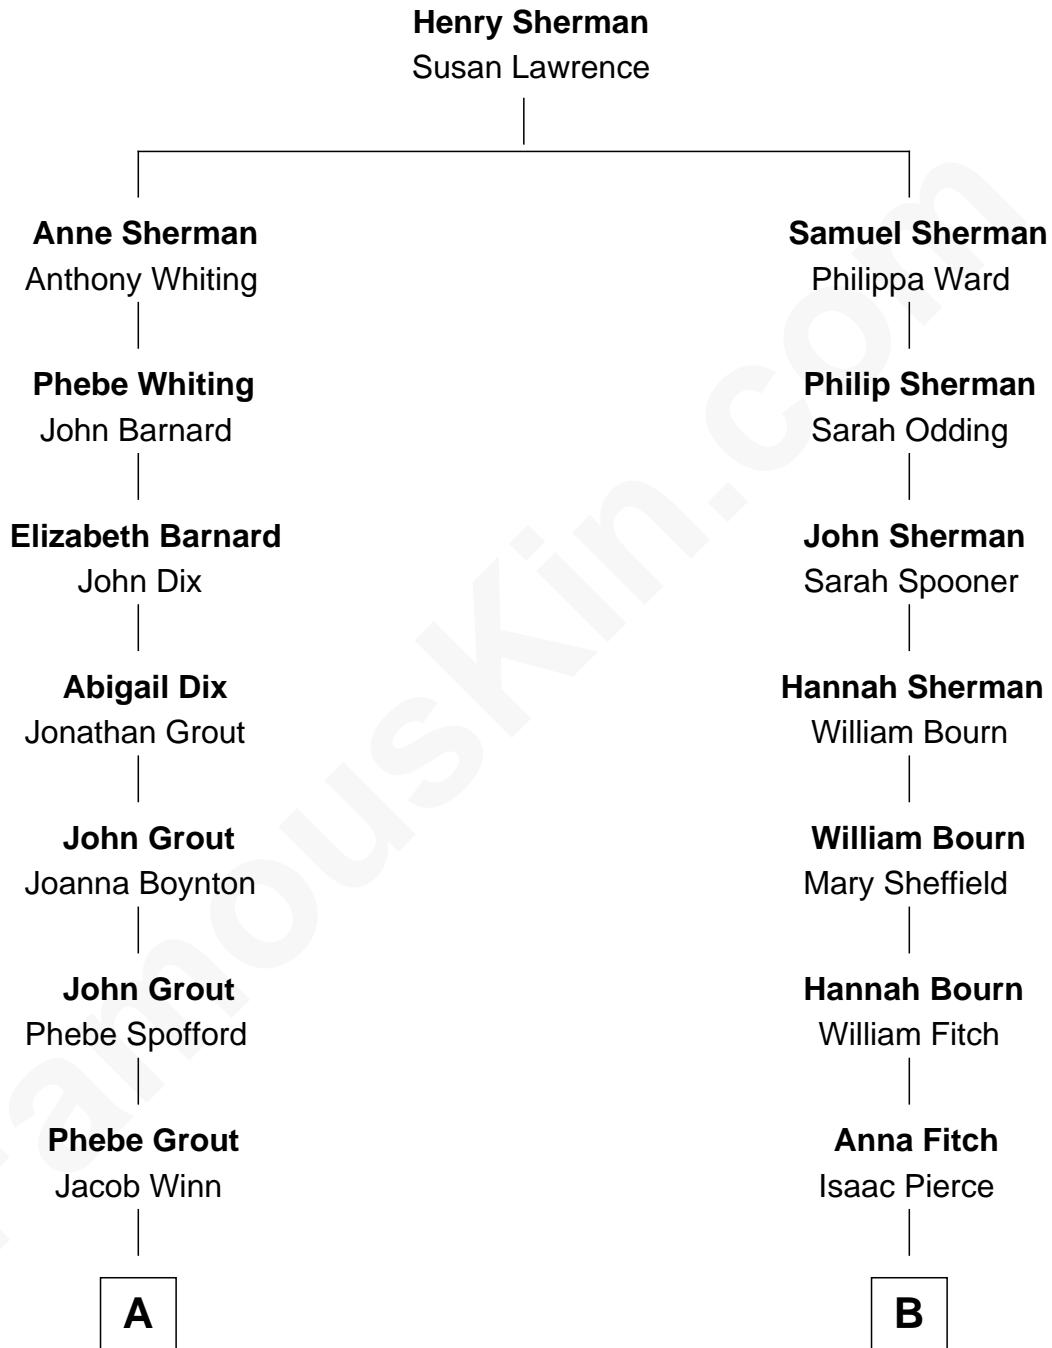 Henry Sherman
Susan Lawrence
Anne Sherman
Anthony Whiting
Samuel Sherman
Philippa Ward
Phebe Whiting
John Barnard
Philip Sherman
Sarah Odding
Elizabeth Barnard
John Dix
John Sherman
Sarah Spooner
Abigail Dix
Jonathan Grout
Hannah Sherman
William Bourn
John Grout
Joanna Boynton
William Bourn
Mary Sheffield
John Grout
Phebe Spofford
Hannah Bourn
William Fitch
Phebe Grout
Jacob Winn
Anna Fitch
Isaac Pierce
A
B
FamousKin.com